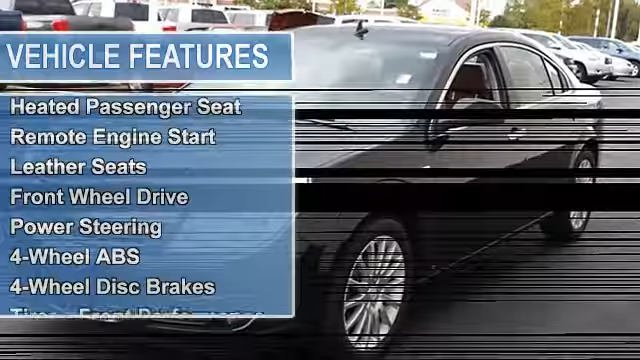 VEHICLE FEATURES
Heated Passenger Seat
Remote Engine Start
Leather Seats
Front Wheel Drive
Power Steering
4-Wheel ABS
4-Wheel Disc Brakes